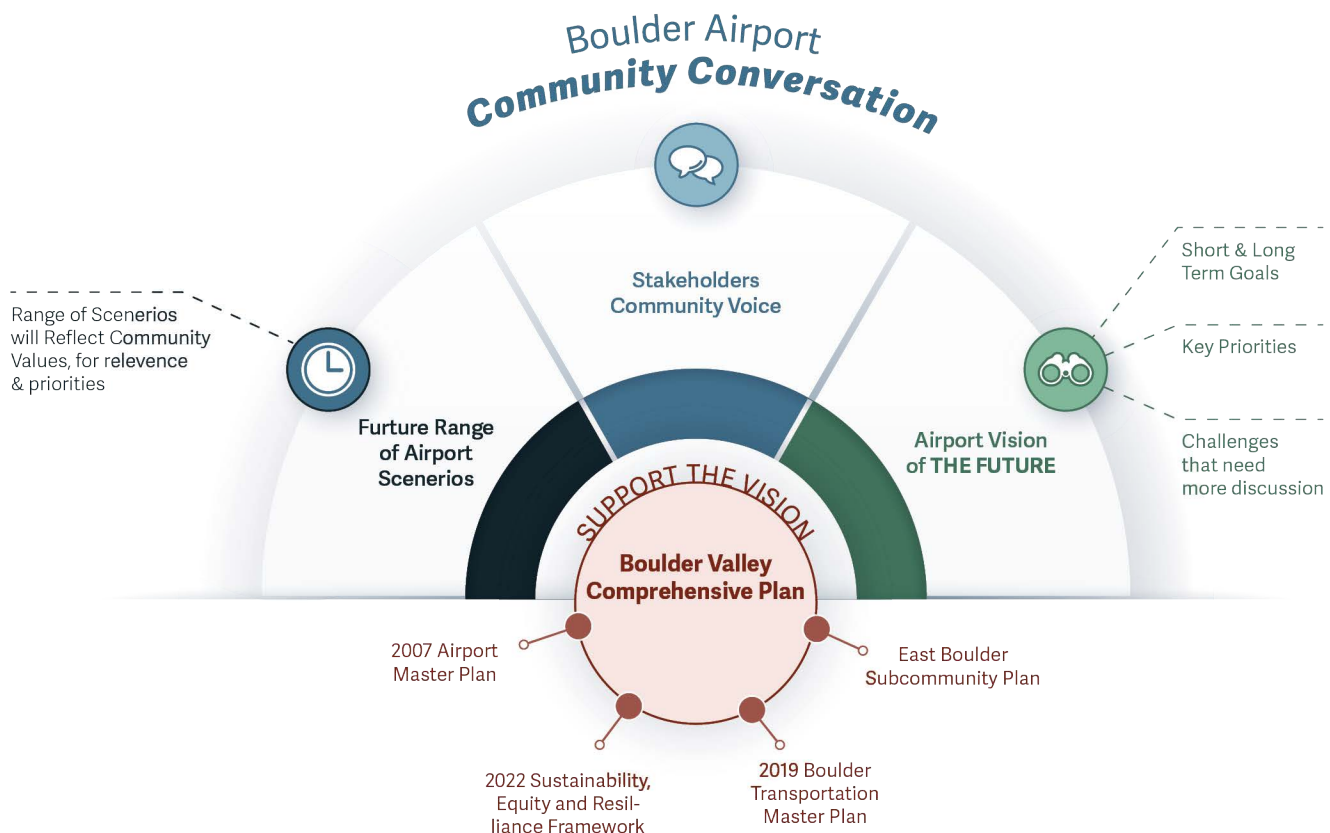 Boulder Airport
Community Conversation
Stakeholders
Community Voice
Range of Scenerios
will Reflect Community
Values, for relevence
& priorities
Furture Range
of Airport
Scenerios
Airport Vision
of THE FUTURE
Short & Long
Term Goals
Key Priorities
Challenges
that need
more discussion
SUPPORT THE VISION
Boulder Valley
Comprehensive Plan
2007 Airport
Master Plan
2022 Sustainability,
Equity and Resil-
liance Framework
2019 Boulder
Transportation
Master Plan
East Boulder
Subcommunity Plan